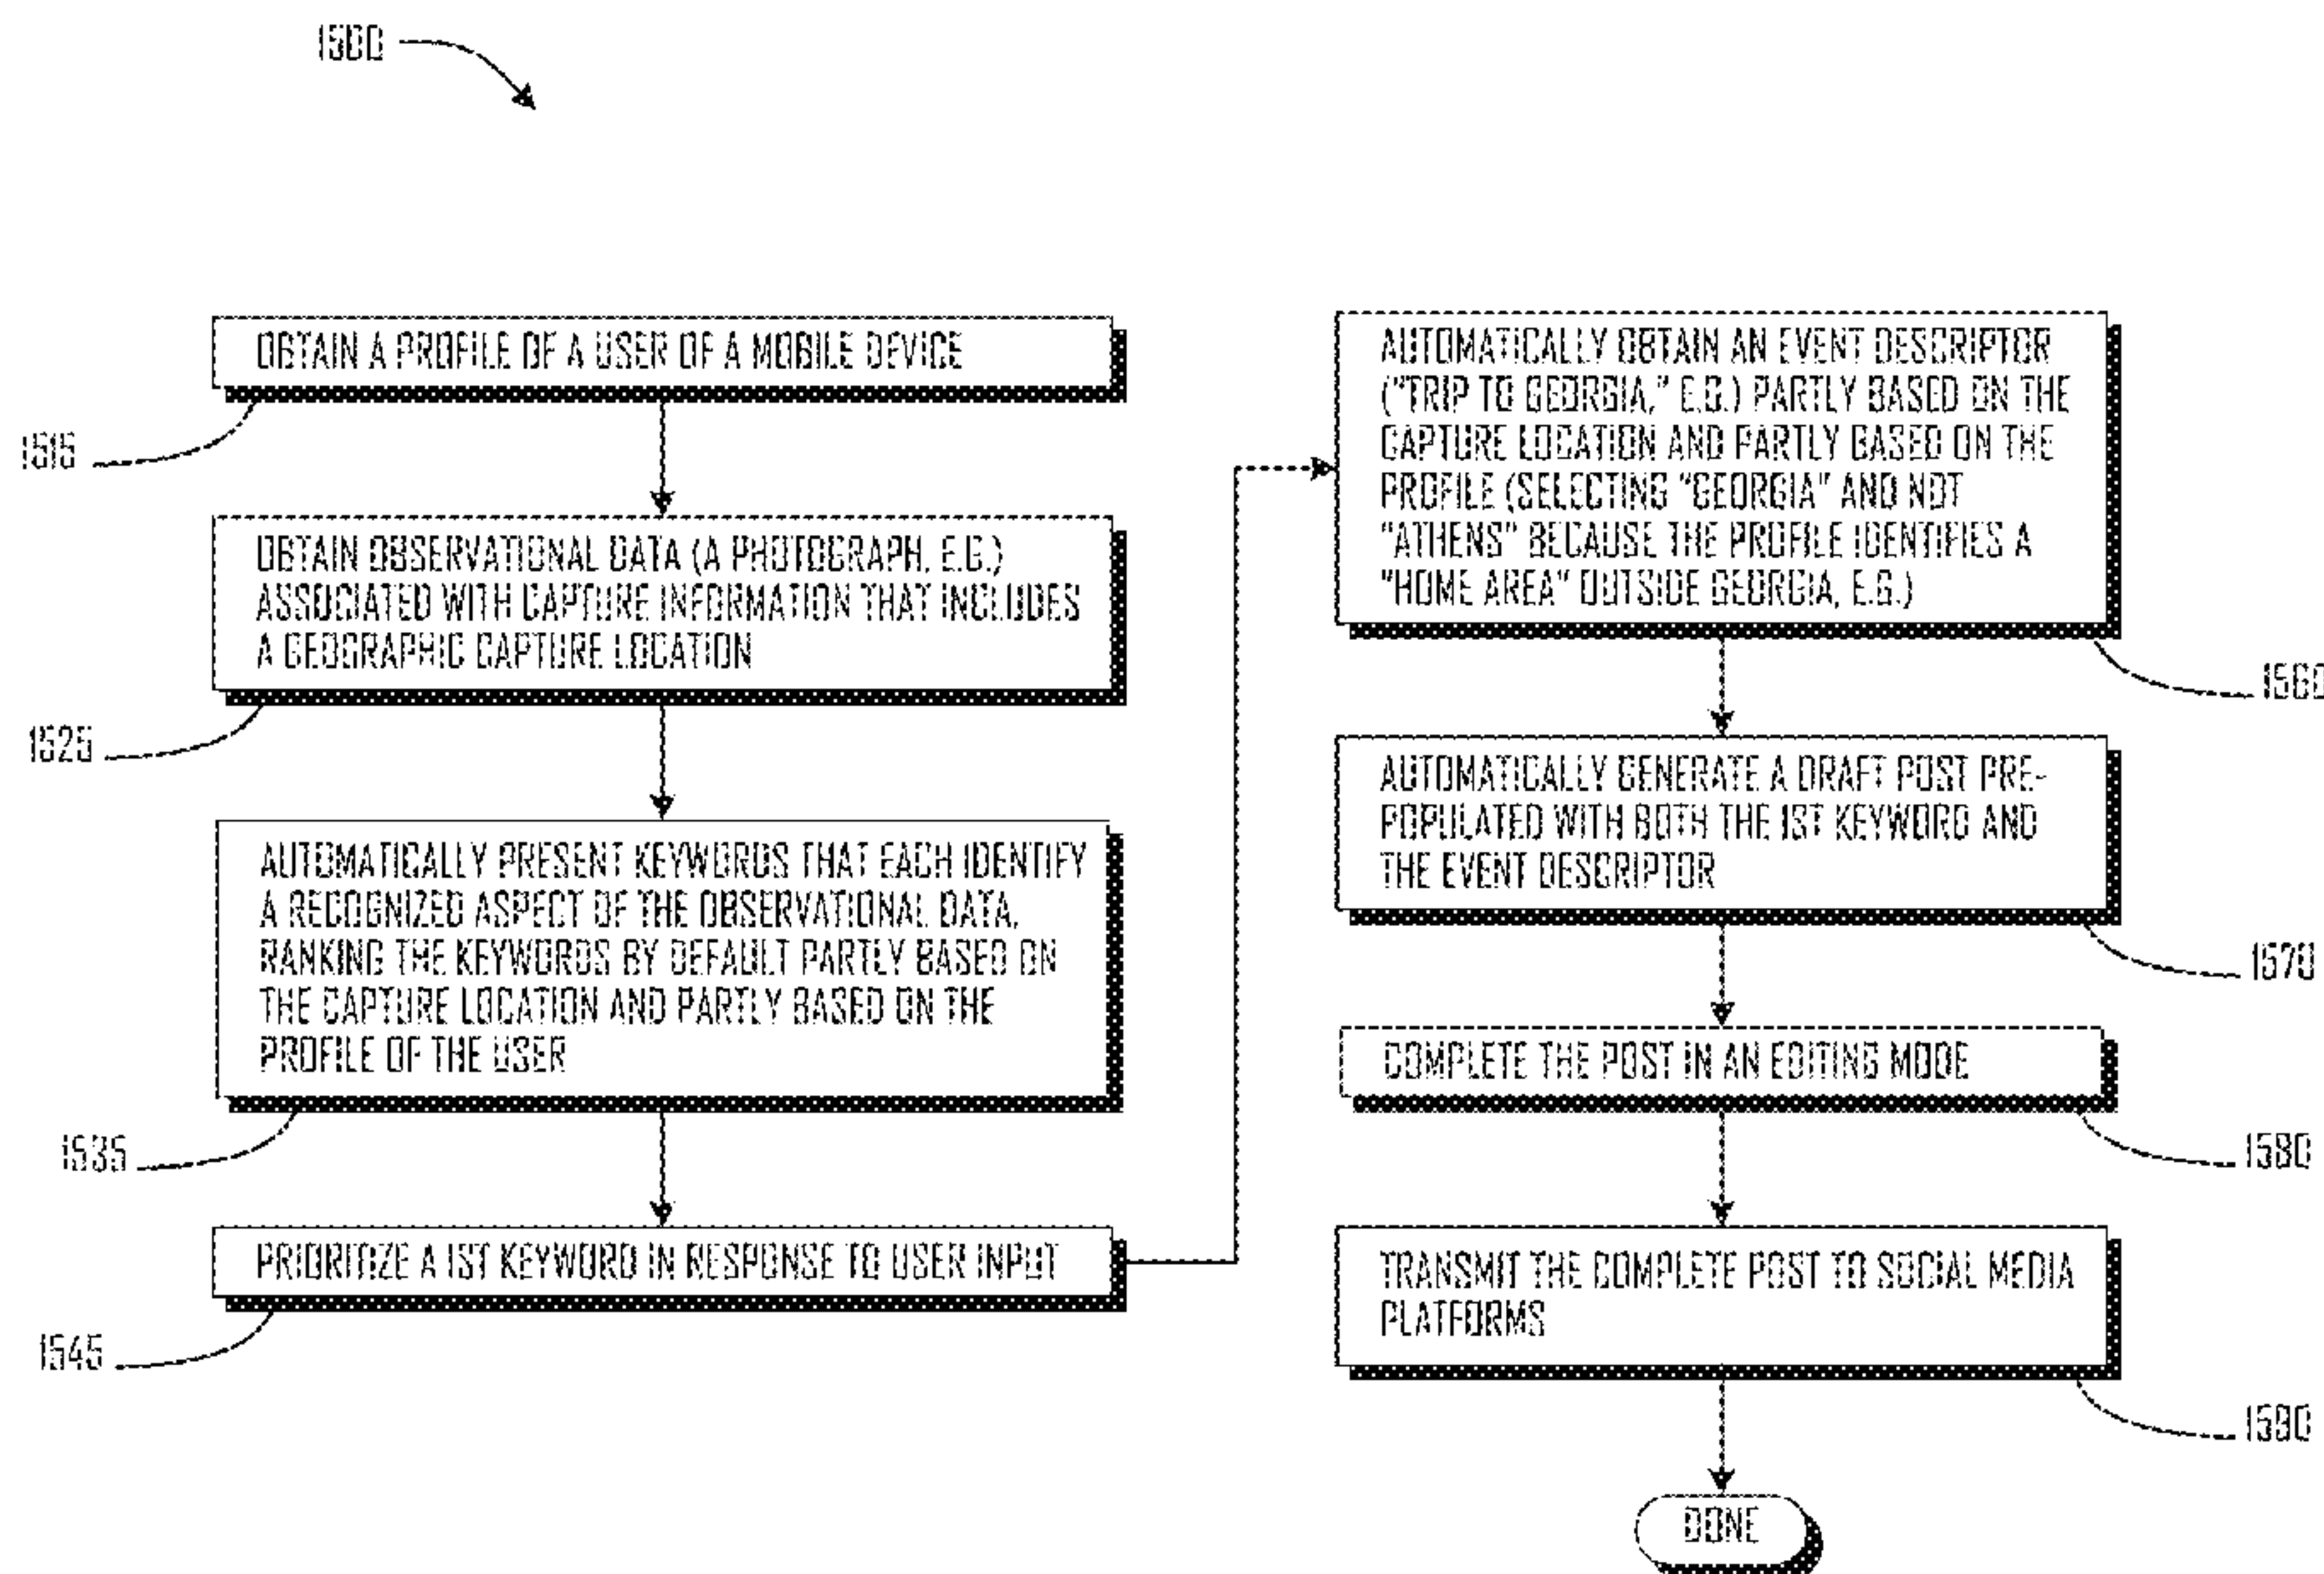 1500
OBTAIN A PROFILE OF A USER OF A MOBILE DEVICE
1515
OBTAIN OBSERVATIONAL DATA (A PHOTOGRAPH, E.G.)
ASSOCIATED WITH CAPTURE INFORMATION THAT INCLUDES
A GEOGRAPHIC CAPTURE LOCATION
1525
AUTOMATICALLY PRESENT KEYWORDS THAT EACH IDENTIFY
A RECOGNIZED ASPECT OF THE OBSERVATIONAL DATA,
RANKING THE KEYWORDS BY DEFAULT PARTLY BASED ON
THE CAPTURE LOCATION AND PARTLY BASED ON THE
PROFILE OF THE USER
1535
PRIORITIZE A 1ST KEYWORD IN RESPONSE TO USER INPUT
1545
AUTOMATICALLY OBTAIN AN EVENT DESCRIPTOR
("TRIP TO GEORGIA," E.G.) PARTLY BASED ON THE
CAPTURE LOCATION AND PARTLY BASED ON THE
PROFILE (SELECTING "GEORGIA" AND NOT
"ATHENS" BECAUSE THE PROFILE IDENTIFIES A
"HOME AREA" OUTSIDE GEORGIA, E.G.)
1560
AUTOMATICALLY GENERATE A DRAFT POST PRE-
POPULATED WITH BOTH THE 1ST KEYWORD AND
THE EVENT DESCRIPTOR
1570
COMPLETE THE POST IN AN EDITING MODE
1580
TRANSMIT THE COMPLETE POST TO SOCIAL MEDIA
PLATFORMS
1590
DONE